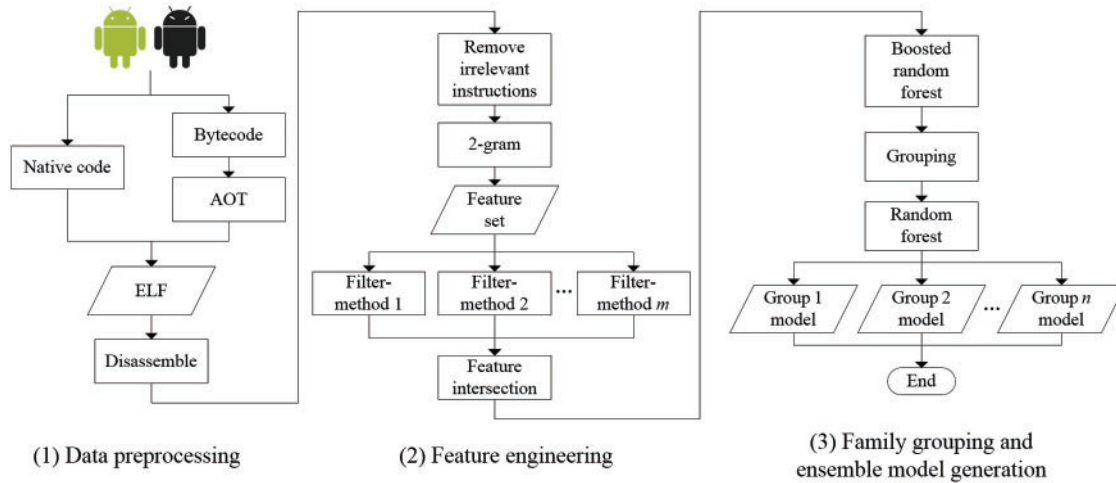 Native code
Bytecode
AOT
ELF
Disassemble
(1) Data preprocessing
Remove
irrelevant
instructions
2-gram
Feature
set
Filter-
method 1
Filter-
method 2
...
Filter-
method m
Feature
intersection
(2) Feature engineering
Boosted
random
forest
Grouping
Random
forest
Group 1
model
Group 2
model
...
Group n
model
End
(3) Family grouping and
ensemble model generation